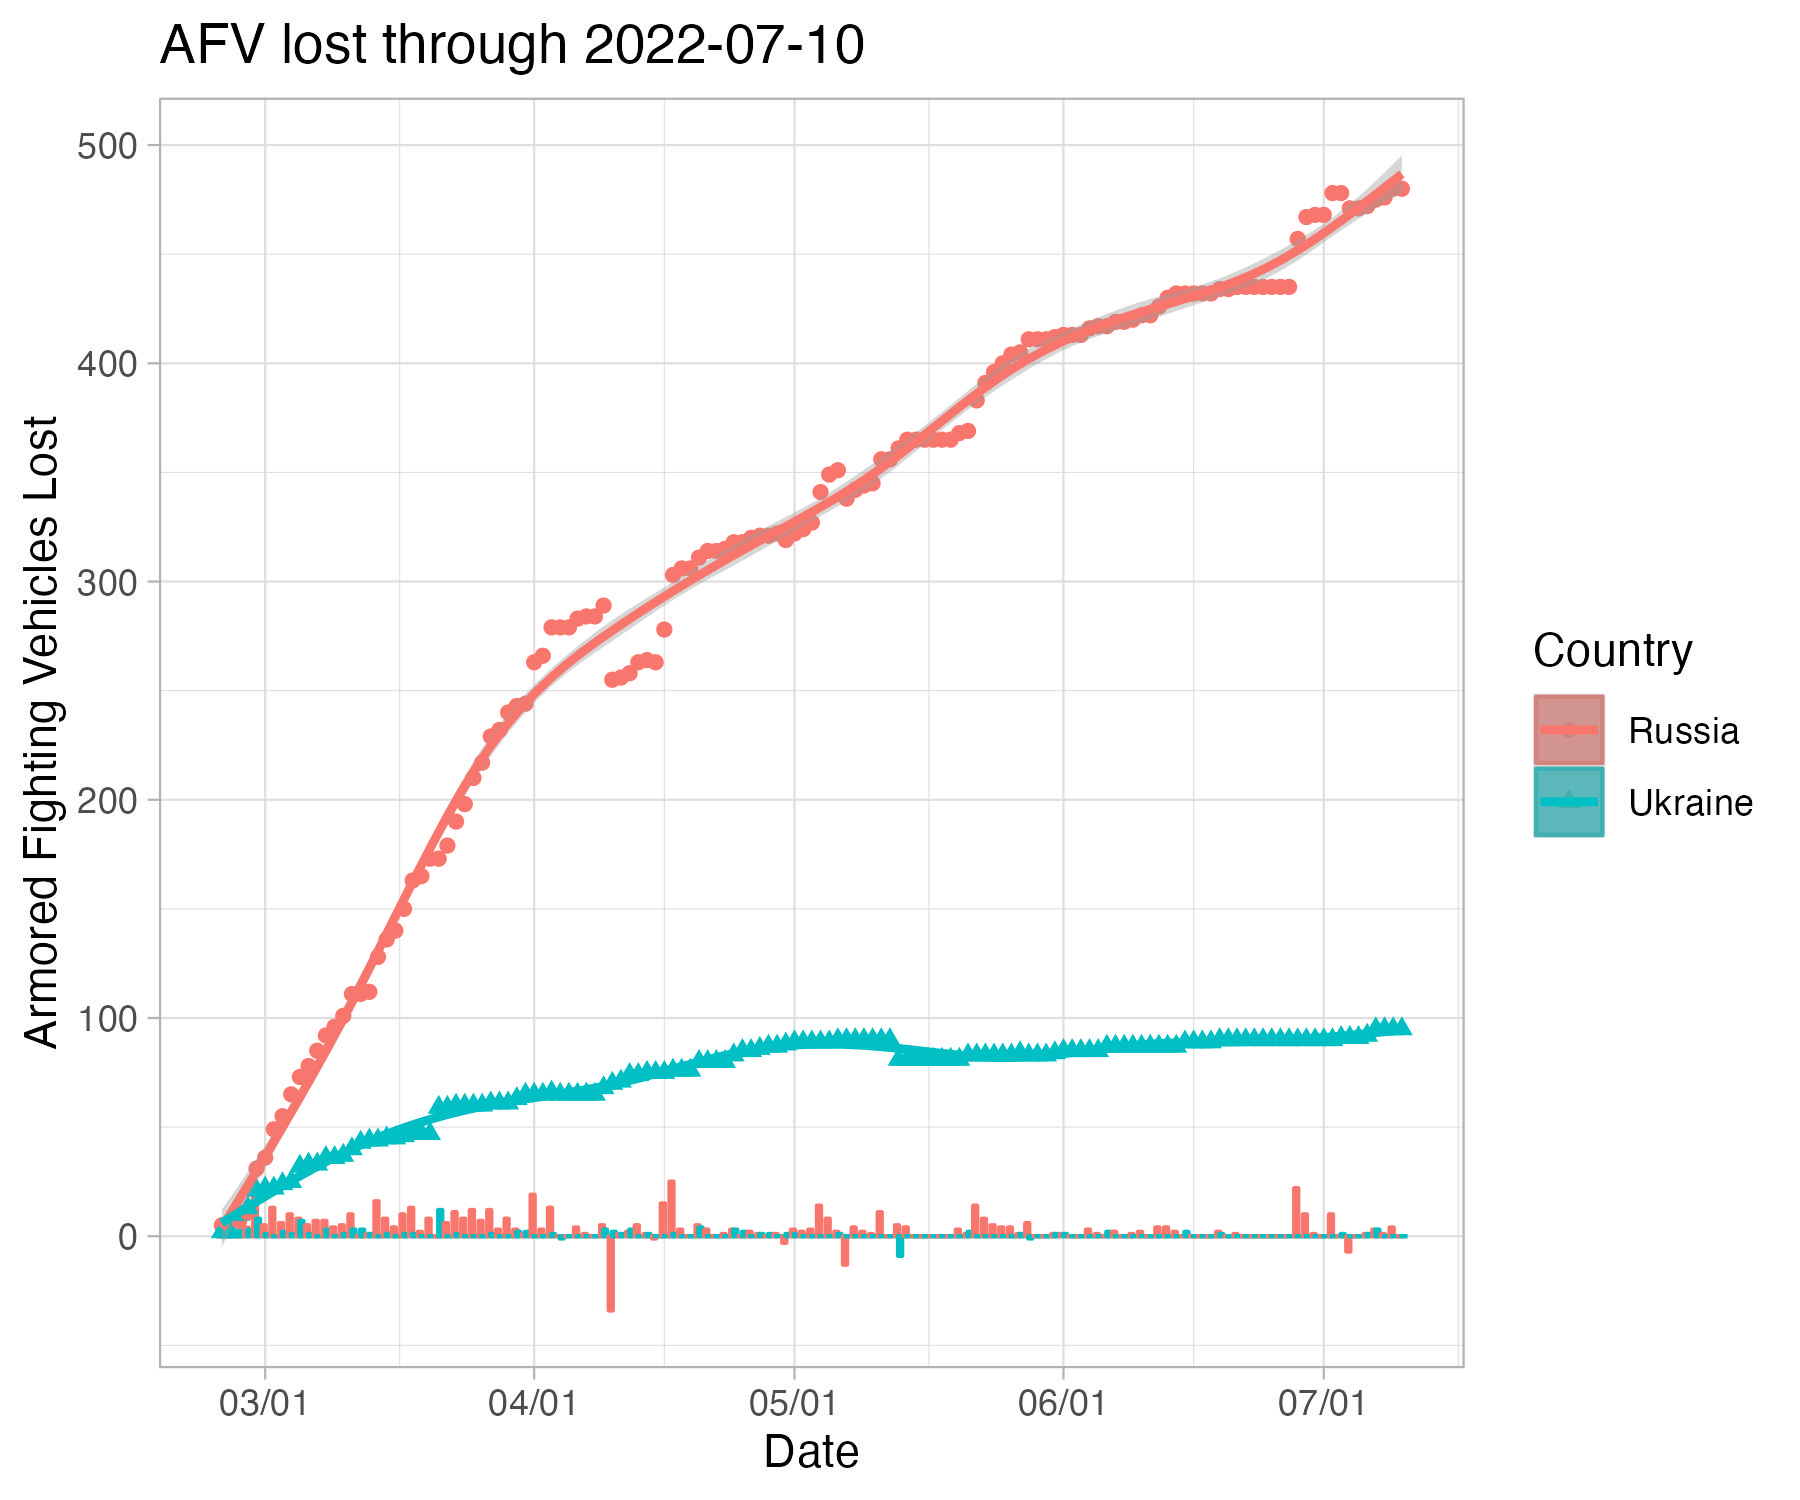 AFV lost through 2022-07-10
500
400
300
200
100
0
Armored Fighting Vehicles Lost
03/01
04/01
05/01
06/01
07/01
Date
Country
Russia
Ukraine